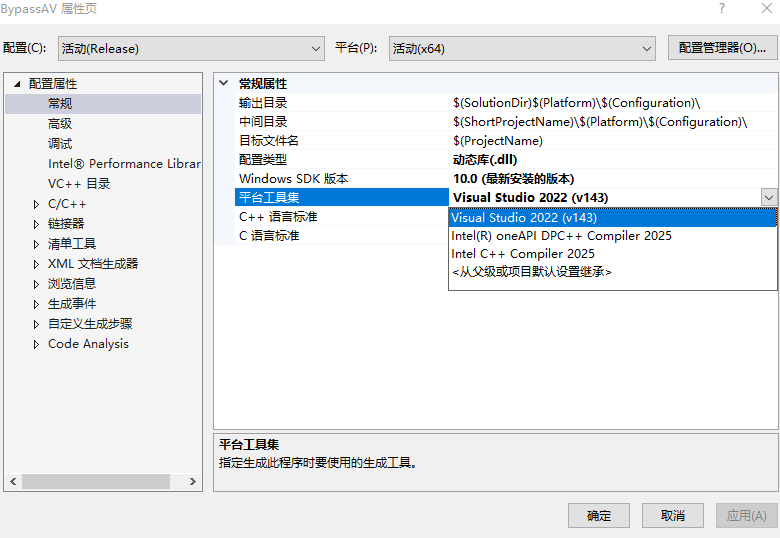 BypassAV 属性页
配置(C): 活动(Release) 平台(P): 活动(x64) 配置管理器(O)...
配置属性
常规
高级
调试
Intel® Performance Librar
VC++ 目录
C/C++
链接器
清单工具
XML 文档生成器
浏览信息
生成事件
自定义生成步骤
Code Analysis
常规属性
输出目录 $(SolutionDir)$(Platform)\$(Configuration)\
中间目录 $(ShortProjectName)\$(Platform)\$(Configuration)\
目标文件名 $(ProjectName)
配置类型 动态库(.dll)
Windows SDK 版本 10.0 (最新安装的版本)
平台工具集 Visual Studio 2022 (v143)
C++ 语言标准
C 语言标准
Visual Studio 2022 (v143)
Intel(R) oneAPI DPC++ Compiler 2025
Intel C++ Compiler 2025
<从父级或项目默认设置继承>
平台工具集
指定生成此程序时要使用的生成工具。
确定 取消 应用(A)